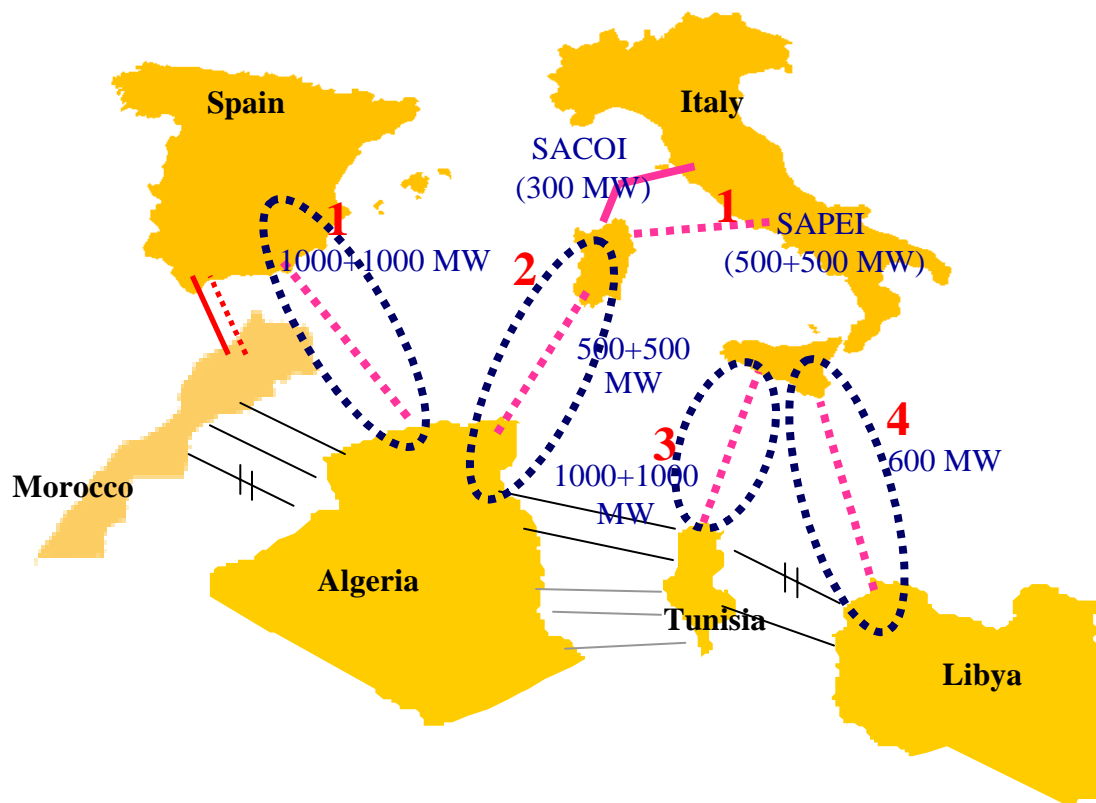 Spain
Italy
SACOI
(300 MW)
1
1
SAPEI
(500+500 MW)
1000+1000 MW
2
500+500
MW
3
1000+1000
MW
4
600 MW
Morocco
Algeria
Tunisia
Libya